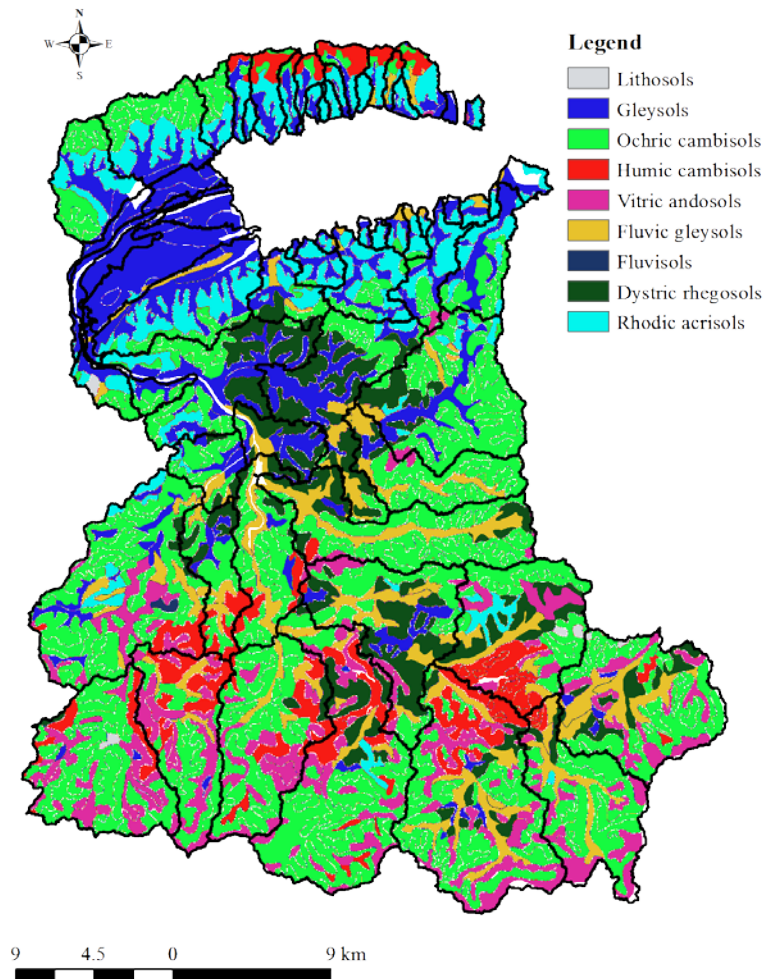 N
W E
S
Legend
Lithosols
Gleysols
Ochric cambisols
Humic cambisols
Vitric andosols
Fluvic gleysols
Fluvisols
Dystric rhegosols
Rhodic acrisols
9 4.5 0 9 km